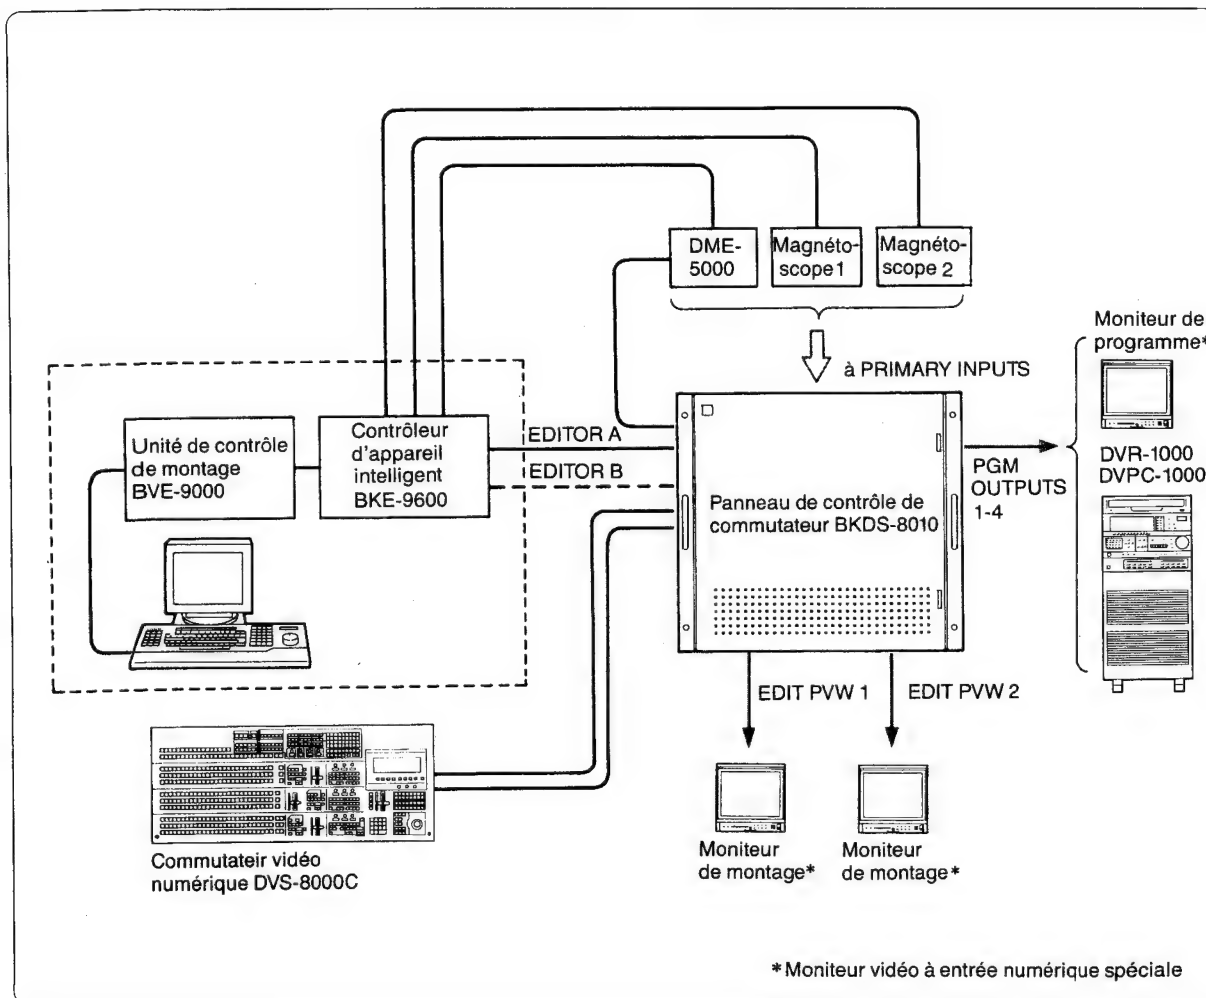 DME-
5000
Magnéto-
scope 1
Magnéto-
scope 2
Moniteur de
programme*
à PRIMARY INPUTS
Unité de contrôle
de montage
BVE-9000
Contrôleur
d'appareil
intelligent
BKE-9600
EDITOR A
EDITOR B
Panneau de contrôle de
commutateur BKDS-8010
PGM
OUTPUTS
1-4
DVR-1000
DVPC-1000
EDIT PVW 1
EDIT PVW 2
Commutateir vidéo
numérique DVS-8000C
Moniteur
de montage*
Moniteur
de montage*
* Moniteur vidéo à entrée numérique spéciale